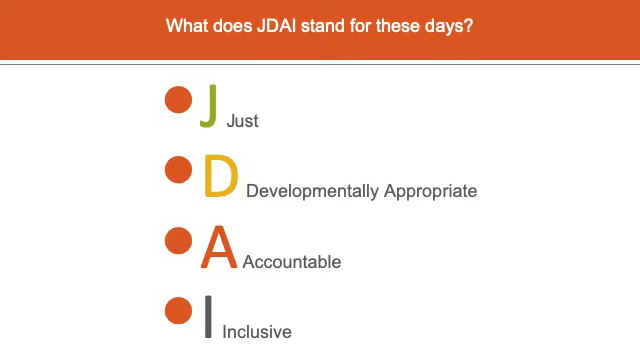 What does JDAI stand for these days?
J Just
D Developmentally Appropriate
A Accountable
I Inclusive